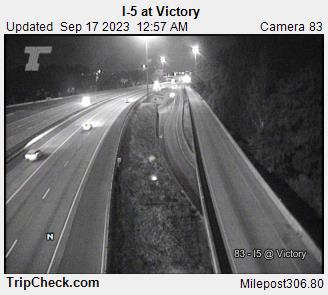 I-5 at Victory
Updated Sep 17 2023 12:57 AM Camera 83
N
83 - I5 @ Victory
TripCheck.com Milepost306.80